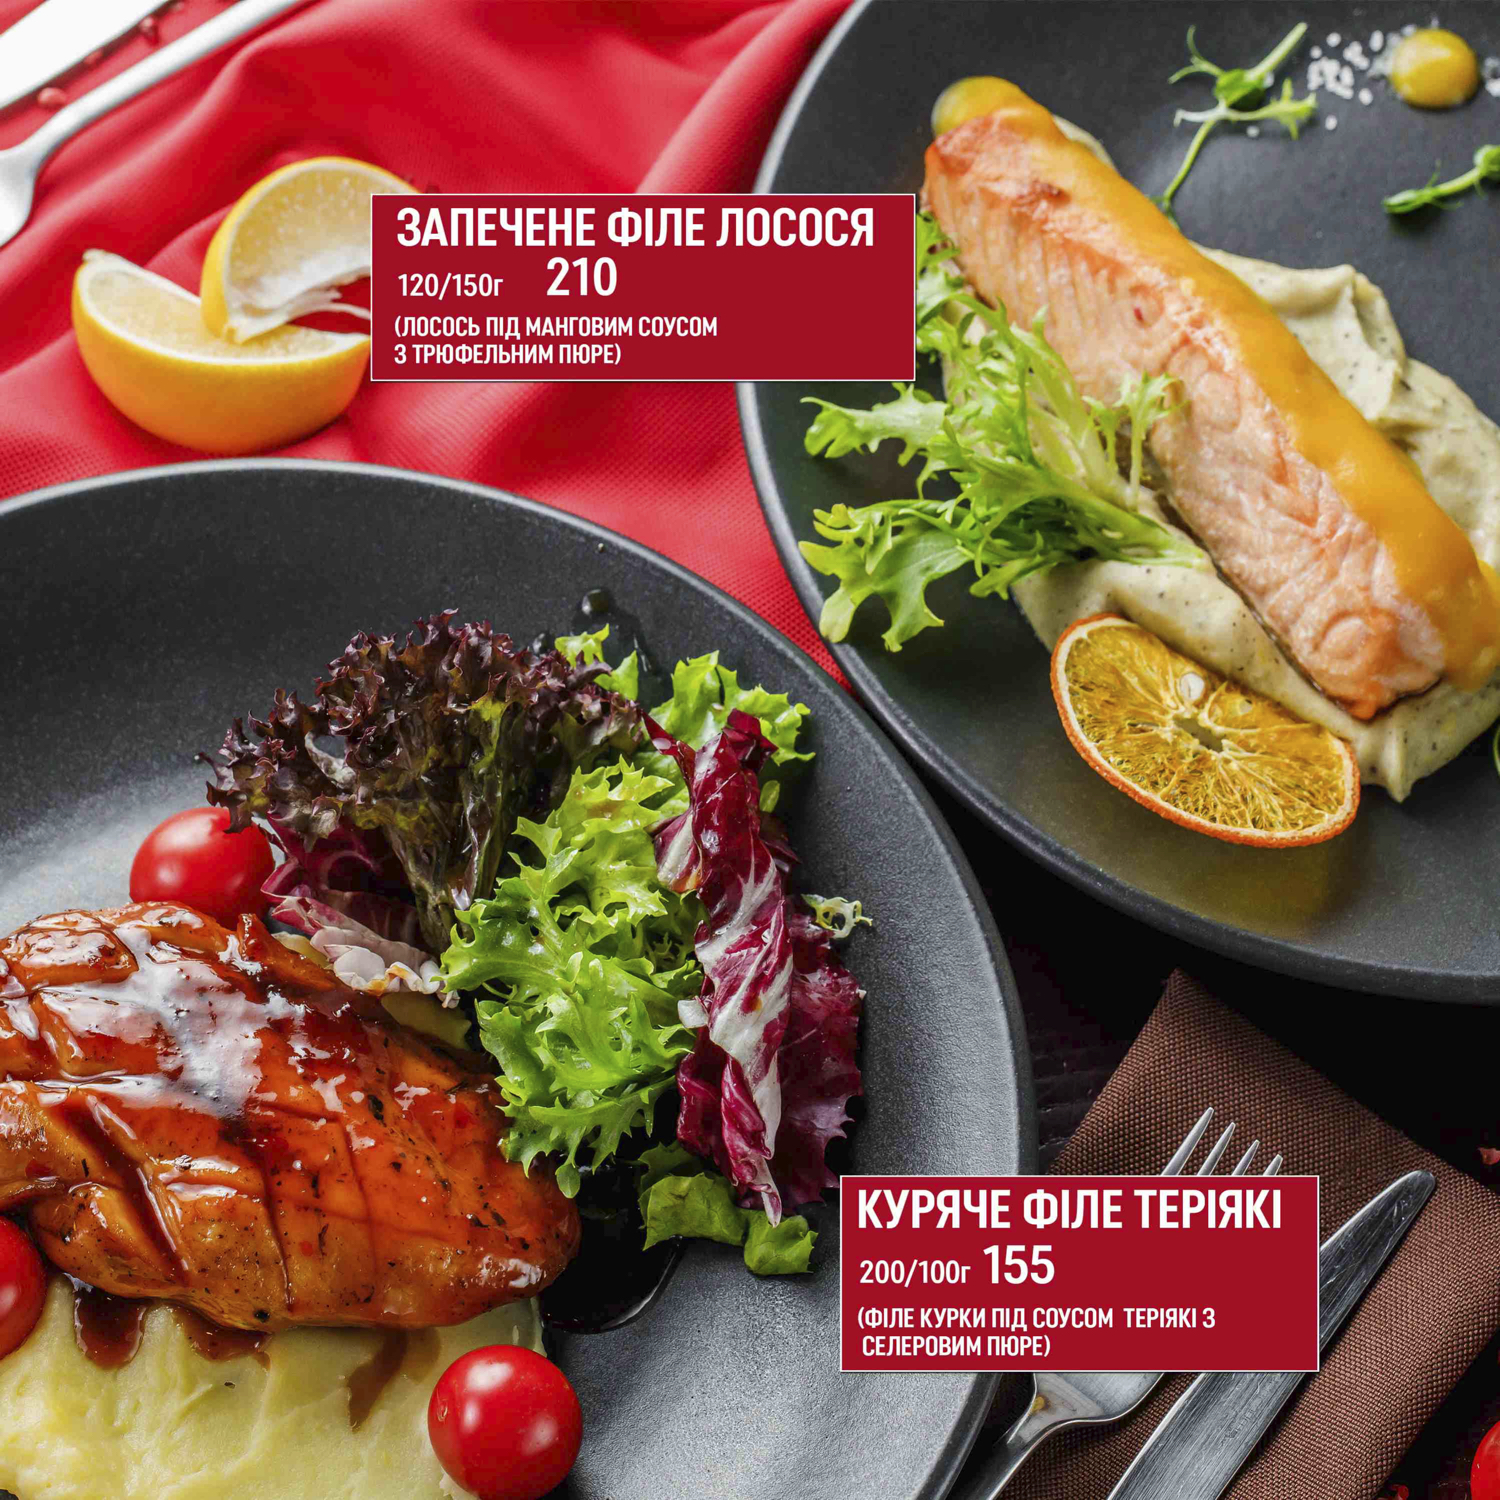 ЗАПЕЧЕНЕ ФІЛЕ ЛОСОСЯ
120/150г 210
(ЛОСОСЬ ПІД МАНГОВИМ СОУСОМ
З ТРЮФЕЛЬНИМ ПЮРЕ)
КУРЯЧЕ ФІЛЕ ТЕРІЯКІ
200/100г 155
(ФІЛЕ КУРКИ ПІД СОУСОМ ТЕРІЯКІ З
СЕЛЕРОВИМ ПЮРЕ)